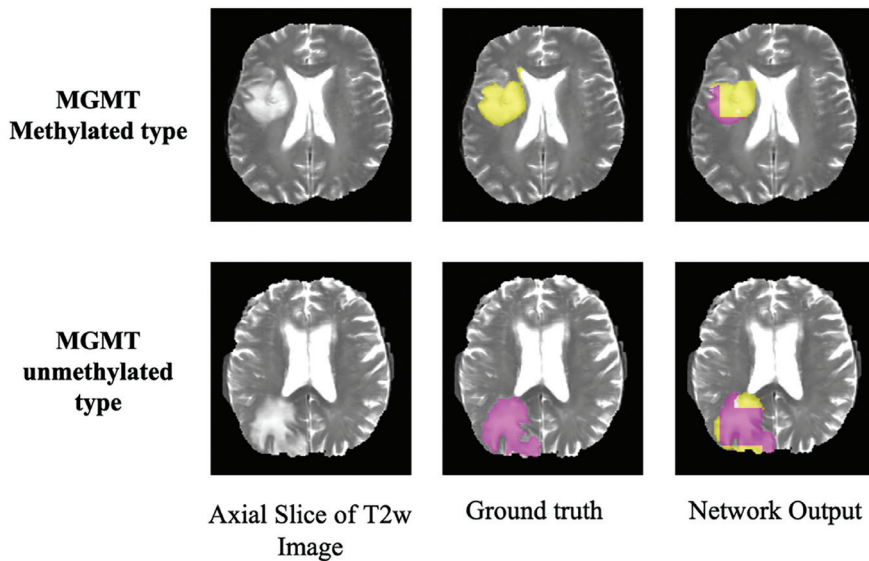 MGMT
Methylated type
MGMT
unmethylated
type
Axial Slice of T2w
Image
Ground truth
Network Output